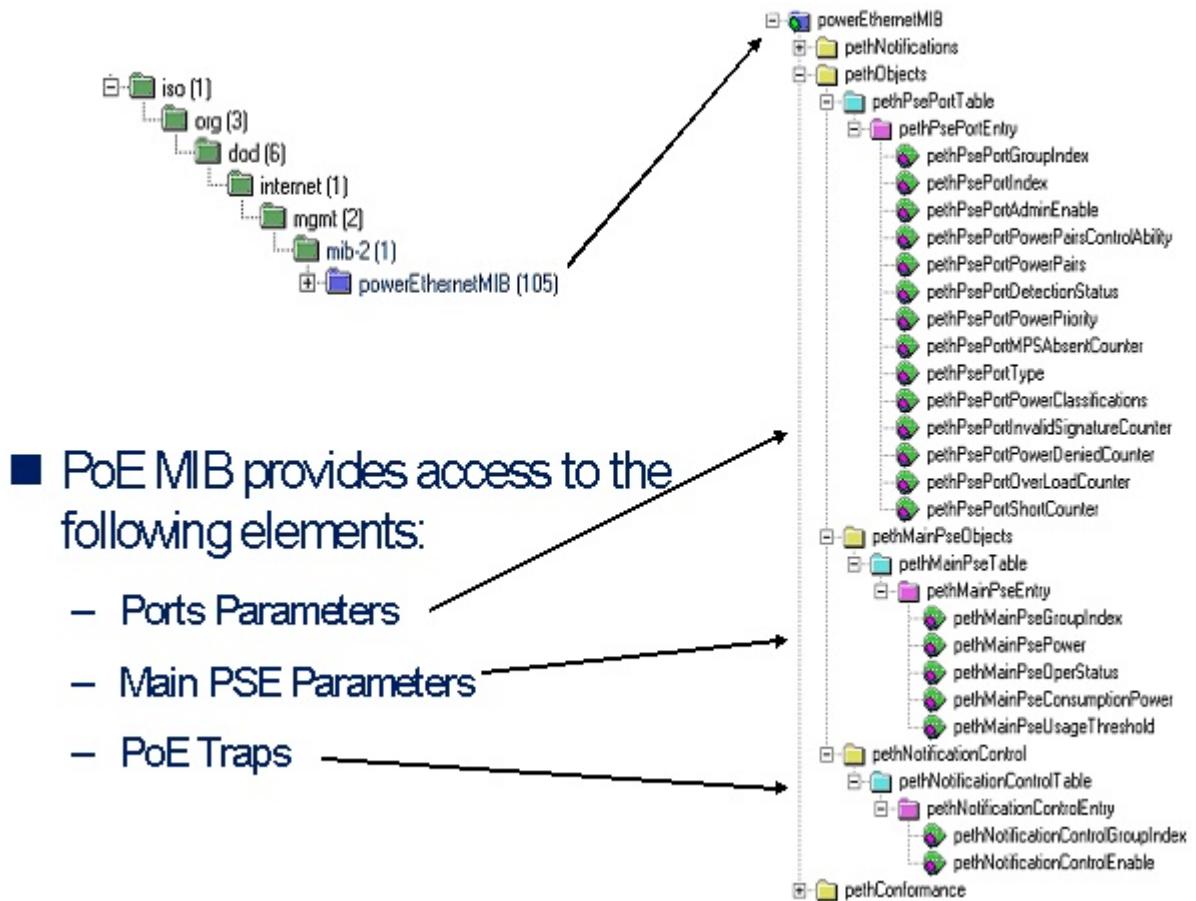 iso (1)
org (3)
dod (6)
internet (1)
mgmt (2)
mib-2 (1)
powerEthernetMIB (105)
■ PoE MIB provides access to the
following elements:
– Ports Parameters
– Main PSE Parameters
– PoE Traps
powerEthernetMIB
pethNotifications
pethObjects
pethPsePortTable
pethPsePortEntry
pethPsePortGroupIndex
pethPsePortIndex
pethPsePortAdminEnable
pethPsePortPowerPairsControlAbility
pethPsePortPowerPairs
pethPsePortDetectionStatus
pethPsePortPowerPriority
pethPsePortMPSAbsentCounter
pethPsePortType
pethPsePortPowerClassifications
pethPsePortInvalidSignatureCounter
pethPsePortPowerDeniedCounter
pethPsePortOverLoadCounter
pethPsePortShortCounter
pethMainPseObjects
pethMainPseTable
pethMainPseEntry
pethMainPseGroupIndex
pethMainPsePower
pethMainPseOperStatus
pethMainPseConsumptionPower
pethMainPseUsageThreshold
pethNotificationControl
pethNotificationControlTable
pethNotificationControlEntry
pethNotificationControlGroupIndex
pethNotificationControlEnable
pethConformance